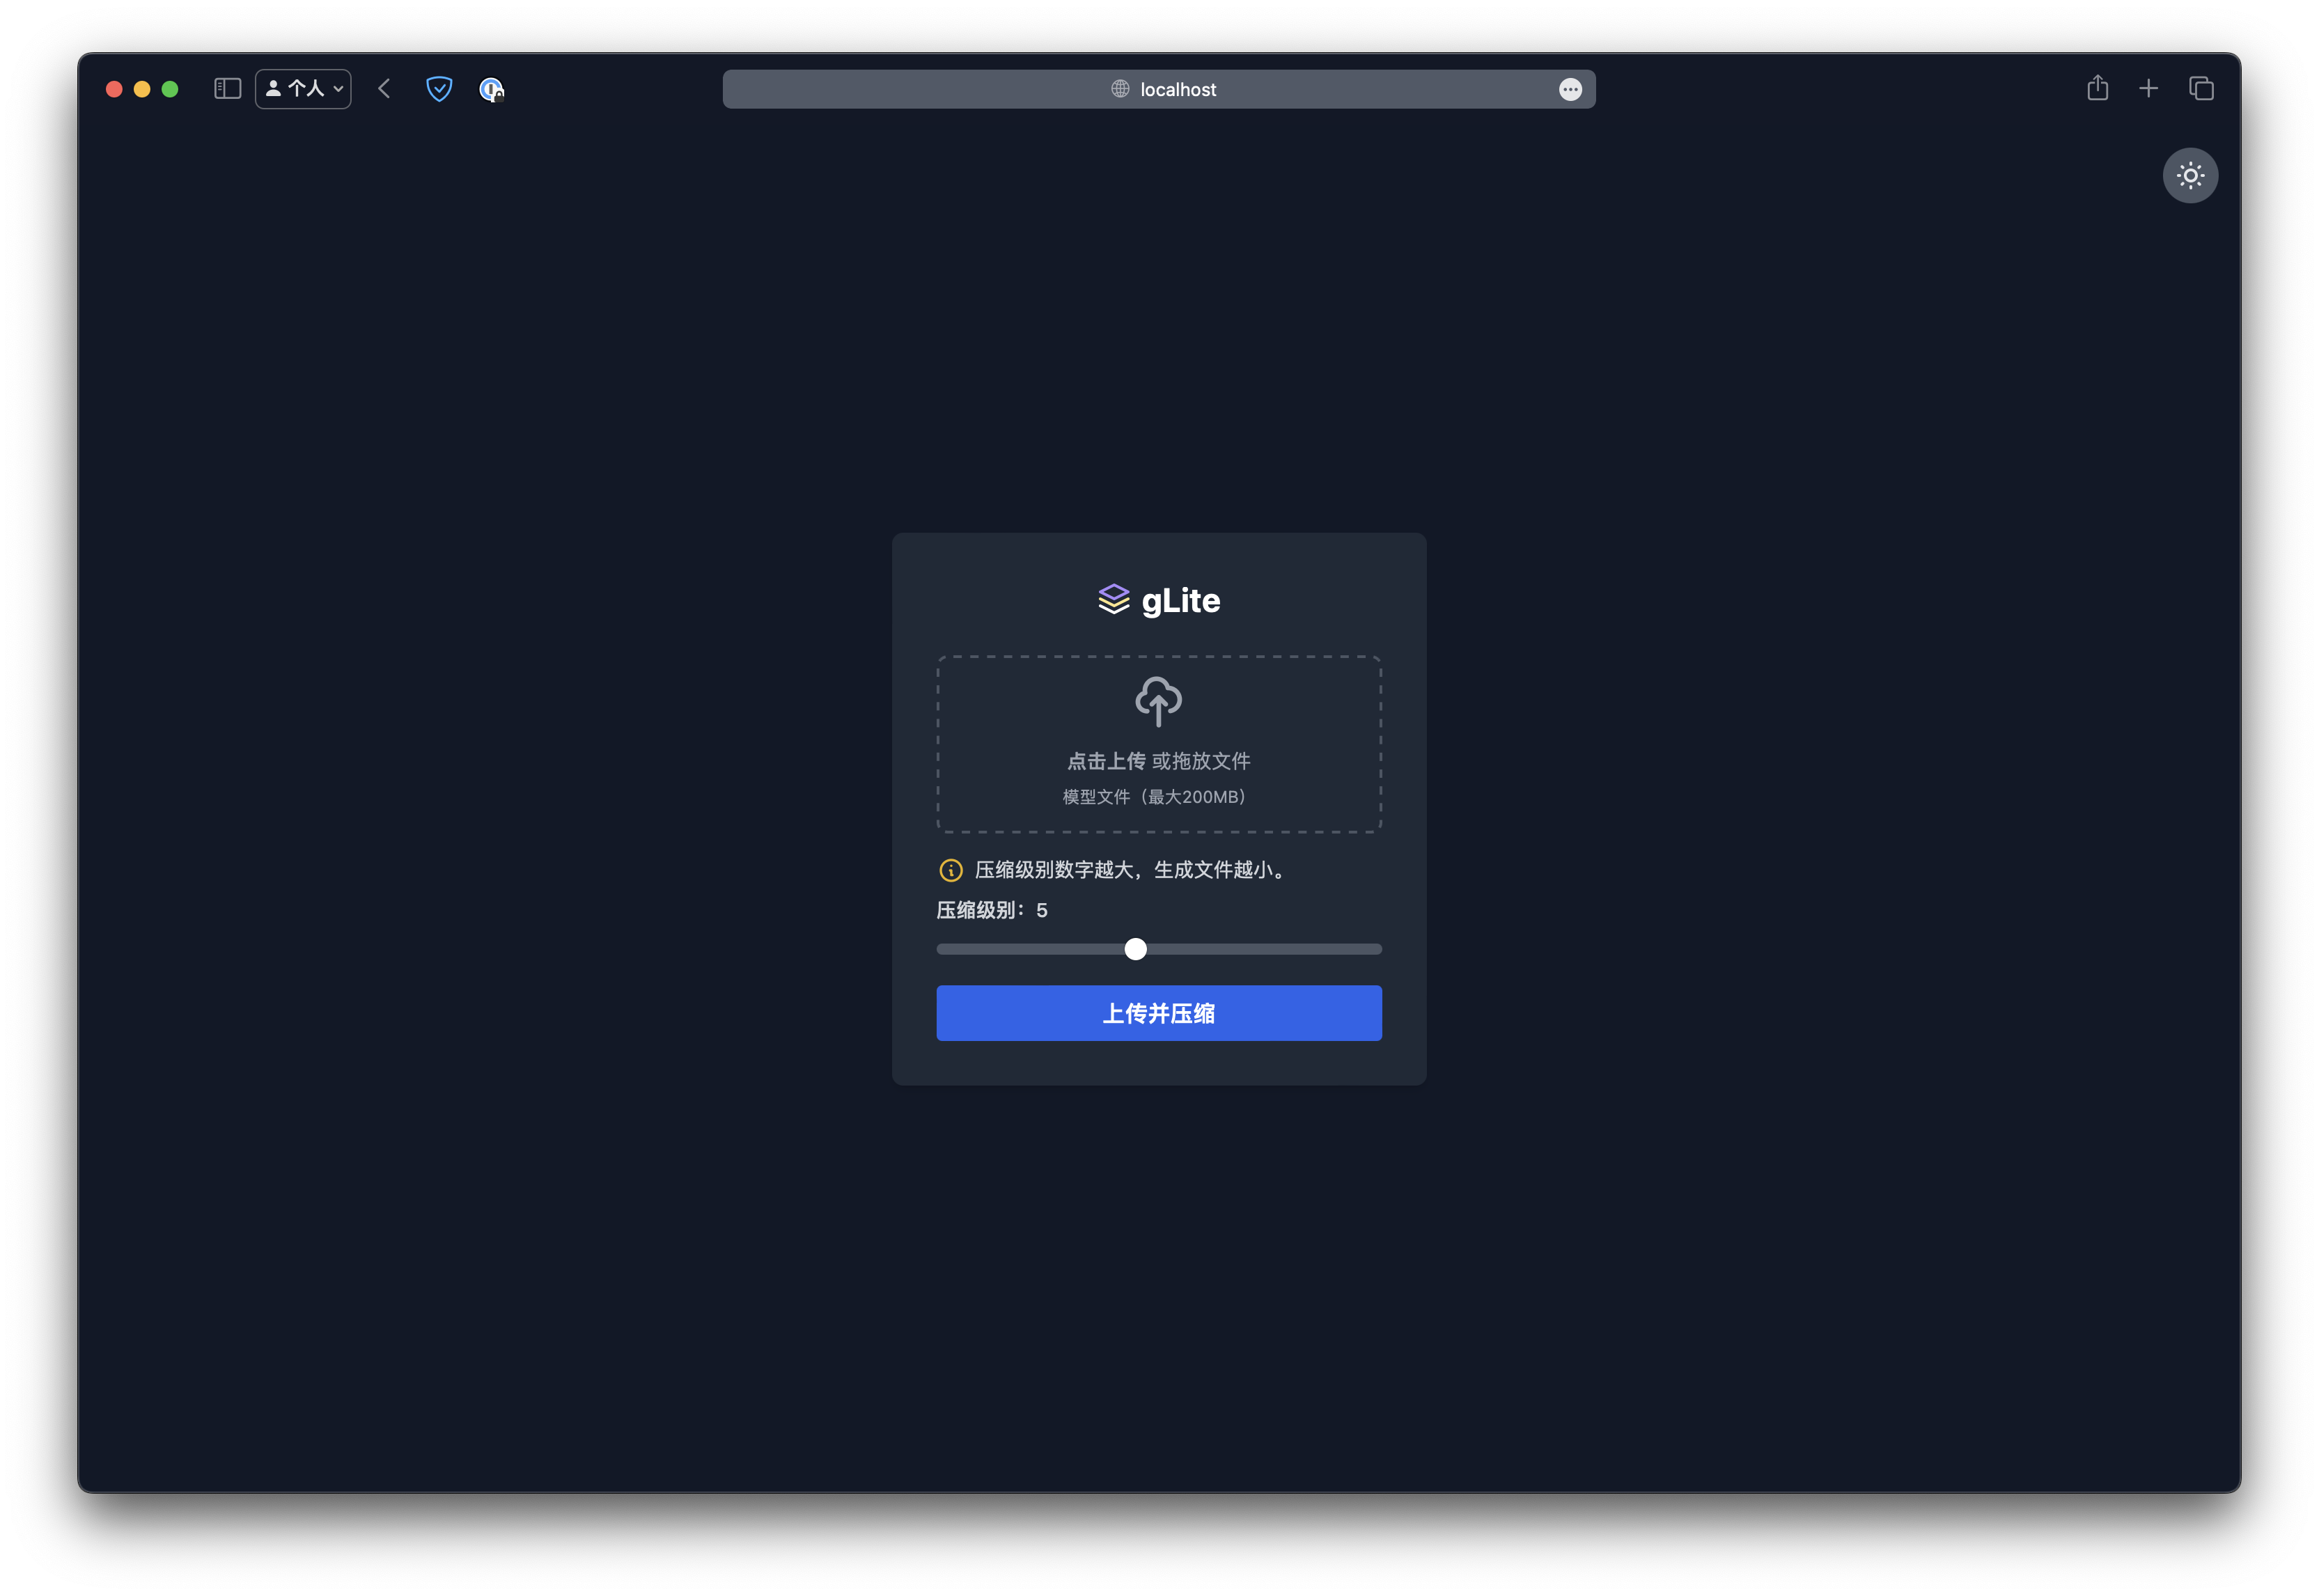 个人
localhost
gLite
点击上传 或拖放文件
模型文件（最大200MB）
压缩级别数字越大，生成文件越小。
压缩级别：5
上传并压缩